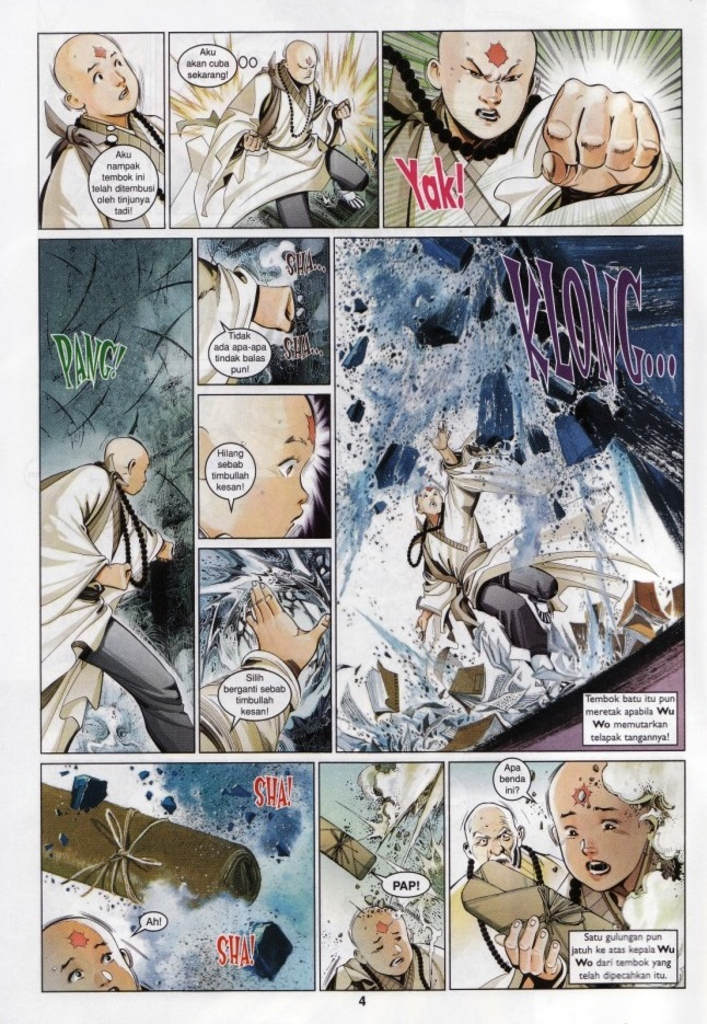 Aku
nampak
tembok ini
telah ditembusi
oleh tinjunya
tadi!
Aku
akan cuba
sekarang!
Yak!
PANG!
SHA...
Tidak
ada apa-apa
tindak balas
pun!
SHA...
Hilang
sebab
timbullah
kesan!
Silih
berganti sebab
timbullah
kesan!
KLONG...
Tembok batu itu pun
meretak apabila Wu
Wo memutarkan
telapak tangannya!
SHA!
Ah!
SHA!
PAP!
Apa
benda
ini?
Satu gulungan pun
jatuh ke atas kepala Wu
Wo dari tembok yang
telah dipecahkan itu.
4